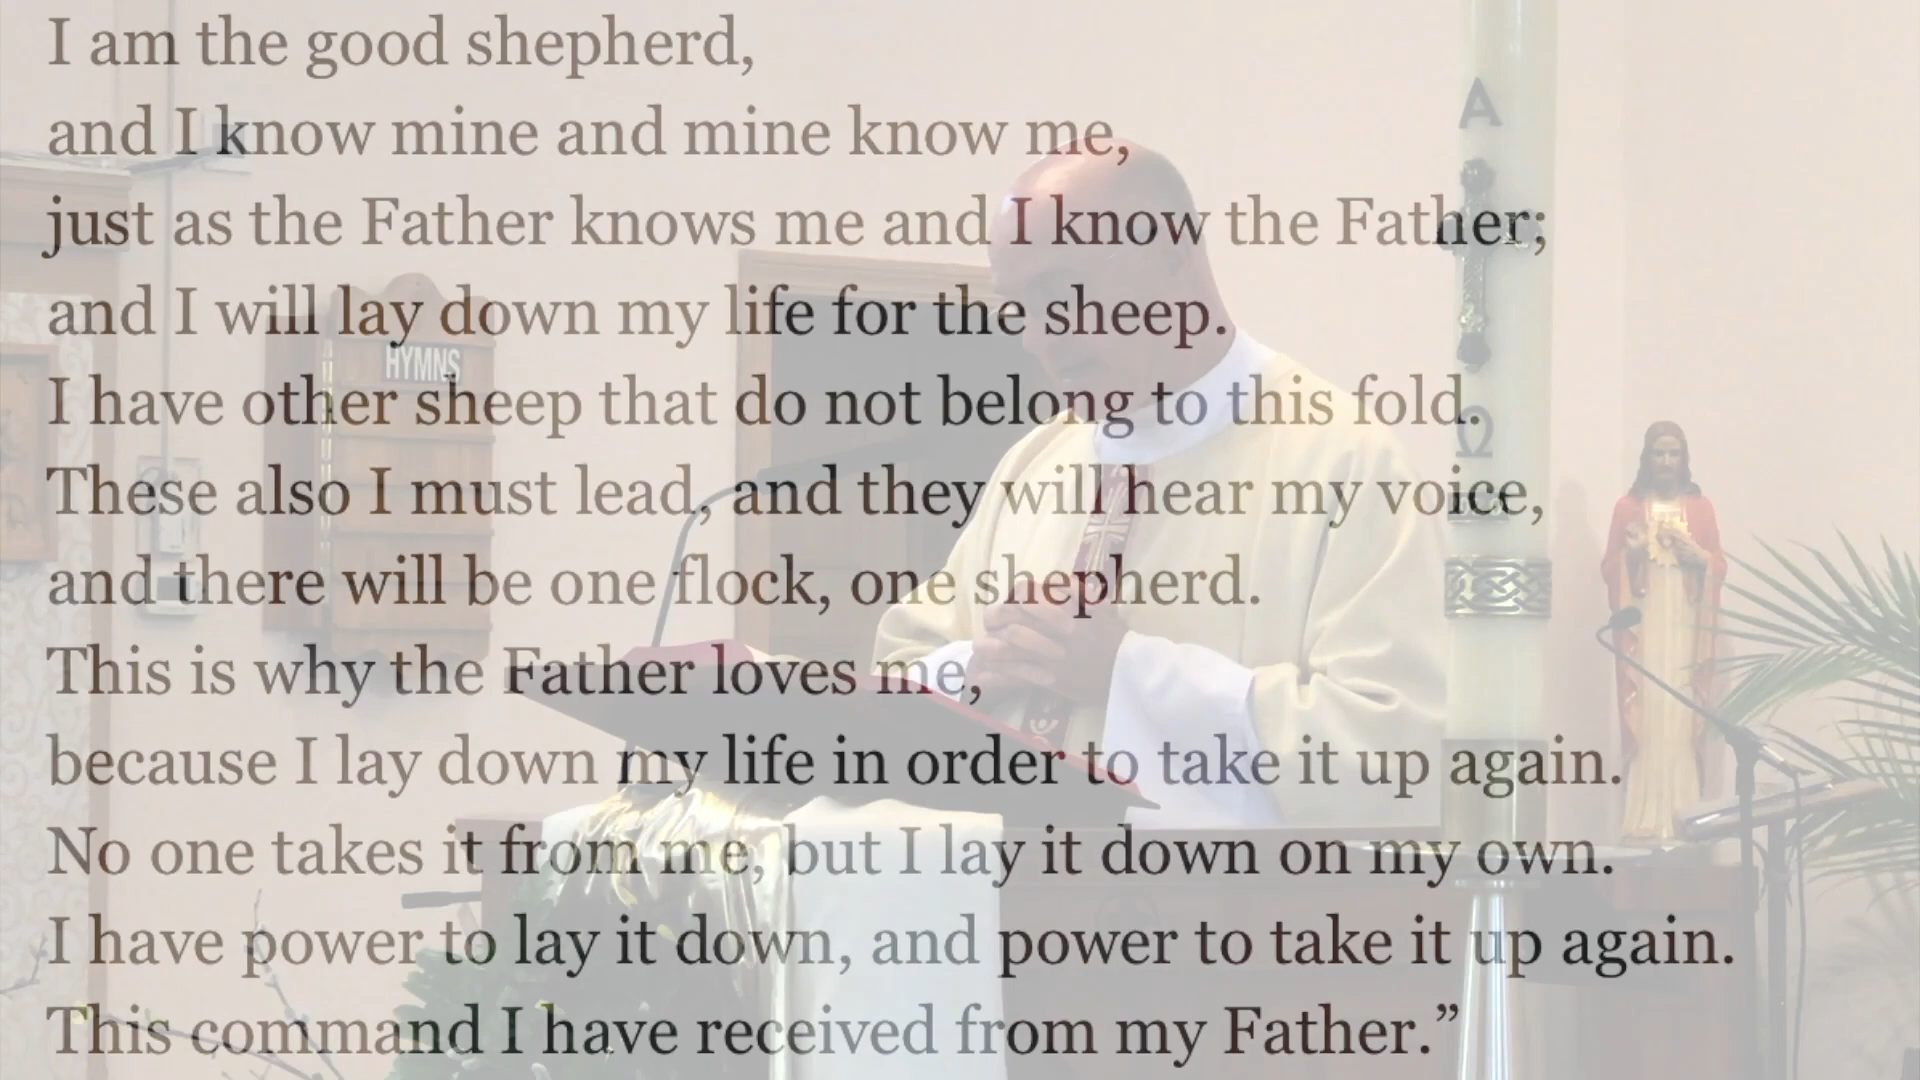 I am the good shepherd,
and I know mine and mine know me,
just as the Father knows me and I know the Father;
and I will lay down my life for the sheep.
I have other sheep that do not belong to this fold.
These also I must lead, and they will hear my voice,
and there will be one flock, one shepherd.
This is why the Father loves me,
because I lay down my life in order to take it up again.
No one takes it from me, but I lay it down on my own.
I have power to lay it down, and power to take it up again.
This command I have received from my Father.”
HYMNS
Α
Ω